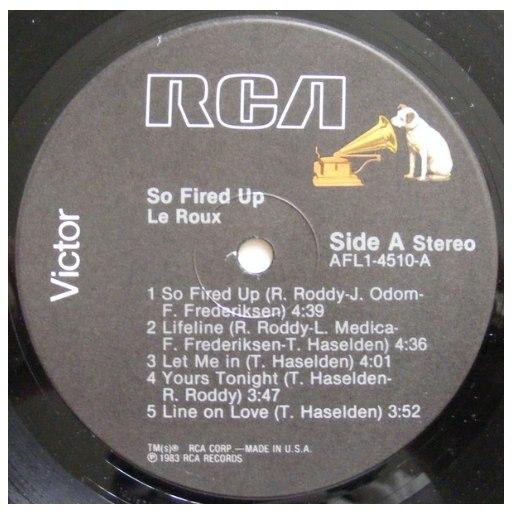 RCA
Victor
So Fired Up
Le Roux
Side A Stereo
AFL1-4510-A
1 So Fired Up (R. Roddy-J. Odom-
F. Frederiksen) 4:39
2 Lifeline (R. Roddy-L. Medica-
F. Frederiksen-T. Haselden) 4:36
3 Let Me in (T. Haselden) 4:01
4 Yours Tonight (T. Haselden-
R. Roddy) 3:47
5 Line on Love (T. Haselden) 3:52
TM(s)® RCA CORP.—MADE IN U.S.A.
℗ 1983 RCA RECORDS